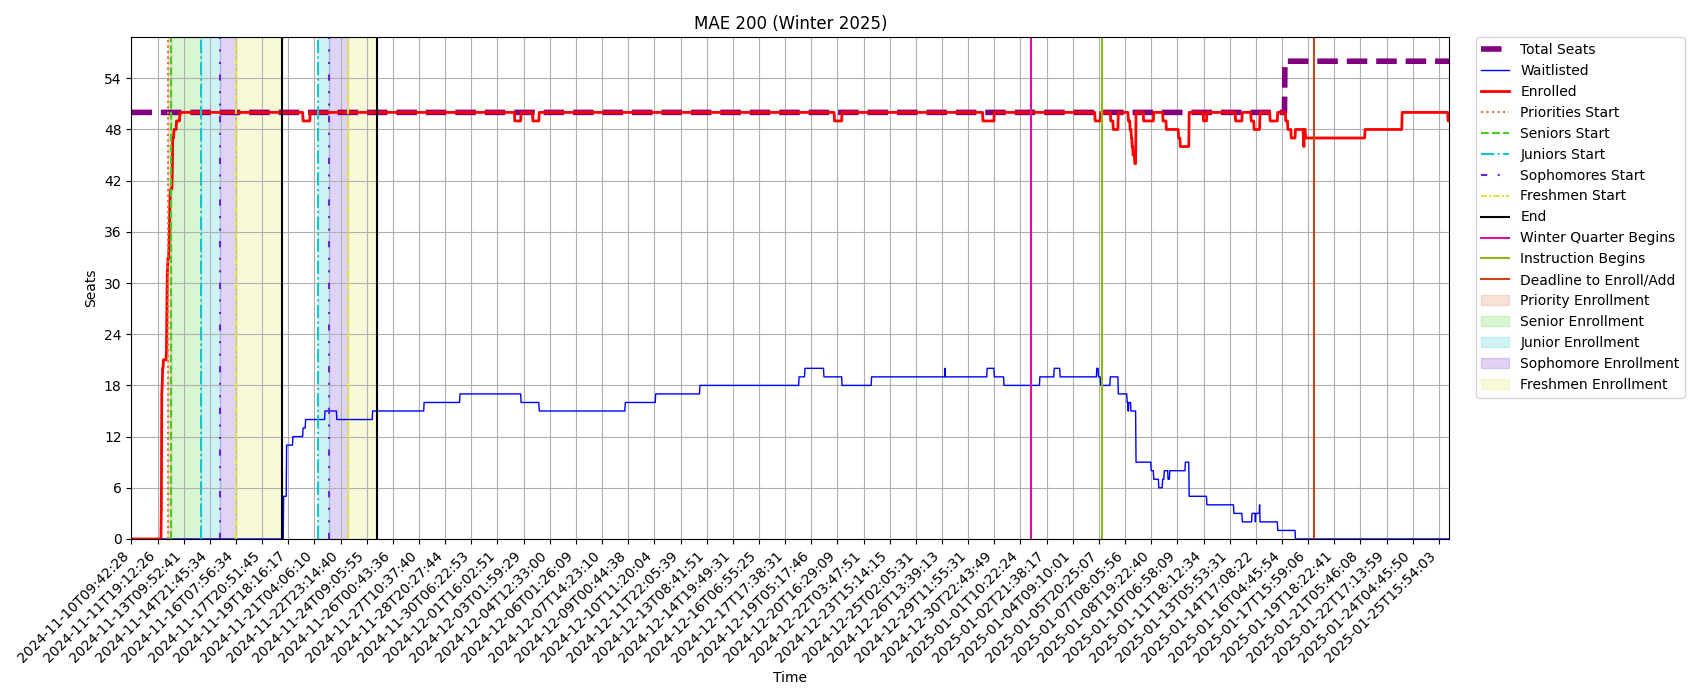 MAE 200 (Winter 2025)
Seats
54
48
42
36
30
24
18
12
6
0
2024-11-10T09:42:28
2024-11-11T19:12:26
2024-11-13T09:52:41
2024-11-14T21:45:34
2024-11-16T07:56:34
2024-11-17T20:51:45
2024-11-19T18:16:17
2024-11-21T04:06:10
2024-11-22T23:14:40
2024-11-24T09:05:55
2024-11-26T00:43:36
2024-11-27T10:37:40
2024-11-28T20:27:44
2024-11-30T06:22:53
2024-12-01T16:02:51
2024-12-03T01:59:29
2024-12-04T12:33:00
2024-12-06T01:26:09
2024-12-07T14:23:10
2024-12-09T00:44:38
2024-12-10T11:20:04
2024-12-11T22:05:39
2024-12-13T08:41:51
2024-12-14T19:49:31
2024-12-16T06:55:25
2024-12-17T17:38:31
2024-12-19T05:17:46
2024-12-20T16:29:09
2024-12-22T03:47:51
2024-12-23T15:14:15
2024-12-25T02:05:31
2024-12-26T13:39:13
2024-12-29T11:55:31
2024-12-30T22:43:49
2025-01-01T10:22:24
2025-01-02T21:38:17
2025-01-04T09:10:01
2025-01-05T20:25:07
2025-01-07T08:05:56
2025-01-08T19:22:40
2025-01-10T06:58:09
2025-01-11T18:12:34
2025-01-13T05:53:31
2025-01-14T17:08:22
2025-01-16T04:45:54
2025-01-17T17:59:06
2025-01-19T18:22:41
2025-01-21T05:46:08
2025-01-22T17:13:59
2025-01-24T04:45:50
2025-01-25T15:54:03
Time
Total Seats
Waitlisted
Enrolled
Priorities Start
Seniors Start
Juniors Start
Sophomores Start
Freshmen Start
End
Winter Quarter Begins
Instruction Begins
Deadline to Enroll/Add
Priority Enrollment
Senior Enrollment
Junior Enrollment
Sophomore Enrollment
Freshmen Enrollment